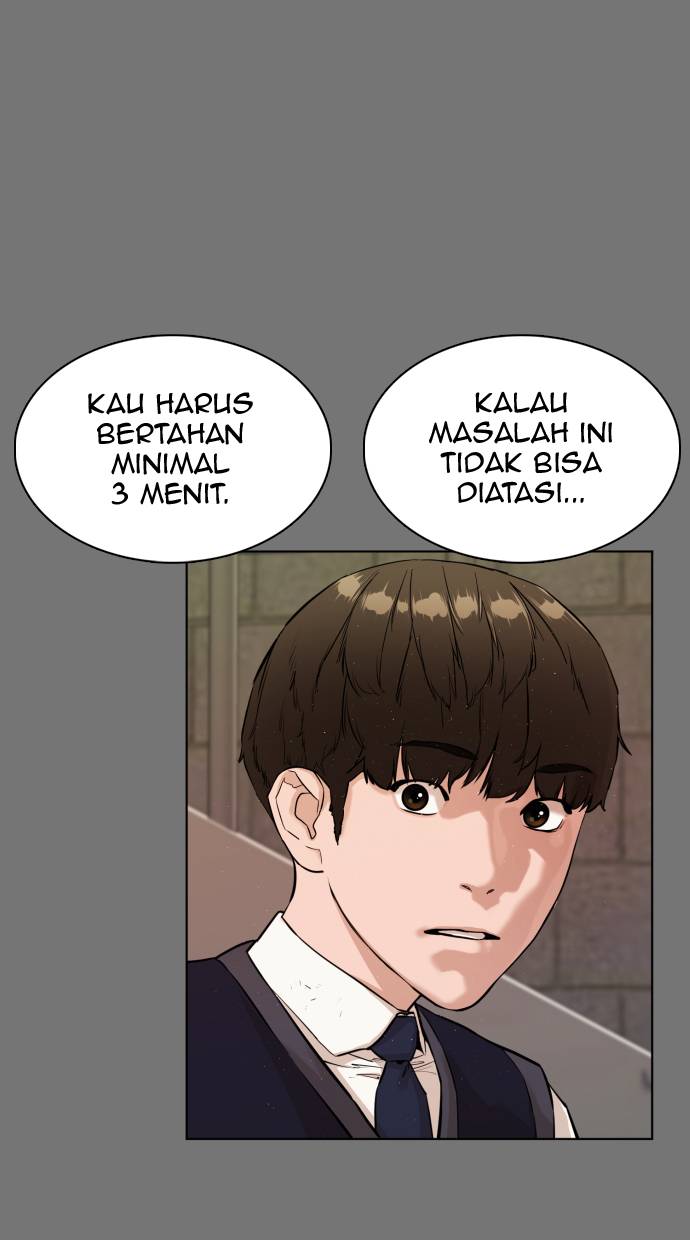 KAU HARUS
BERTAHAN
MINIMAL
3 MENIT.
KALAU
MASALAH INI
TIDAK BISA
DIATASI...